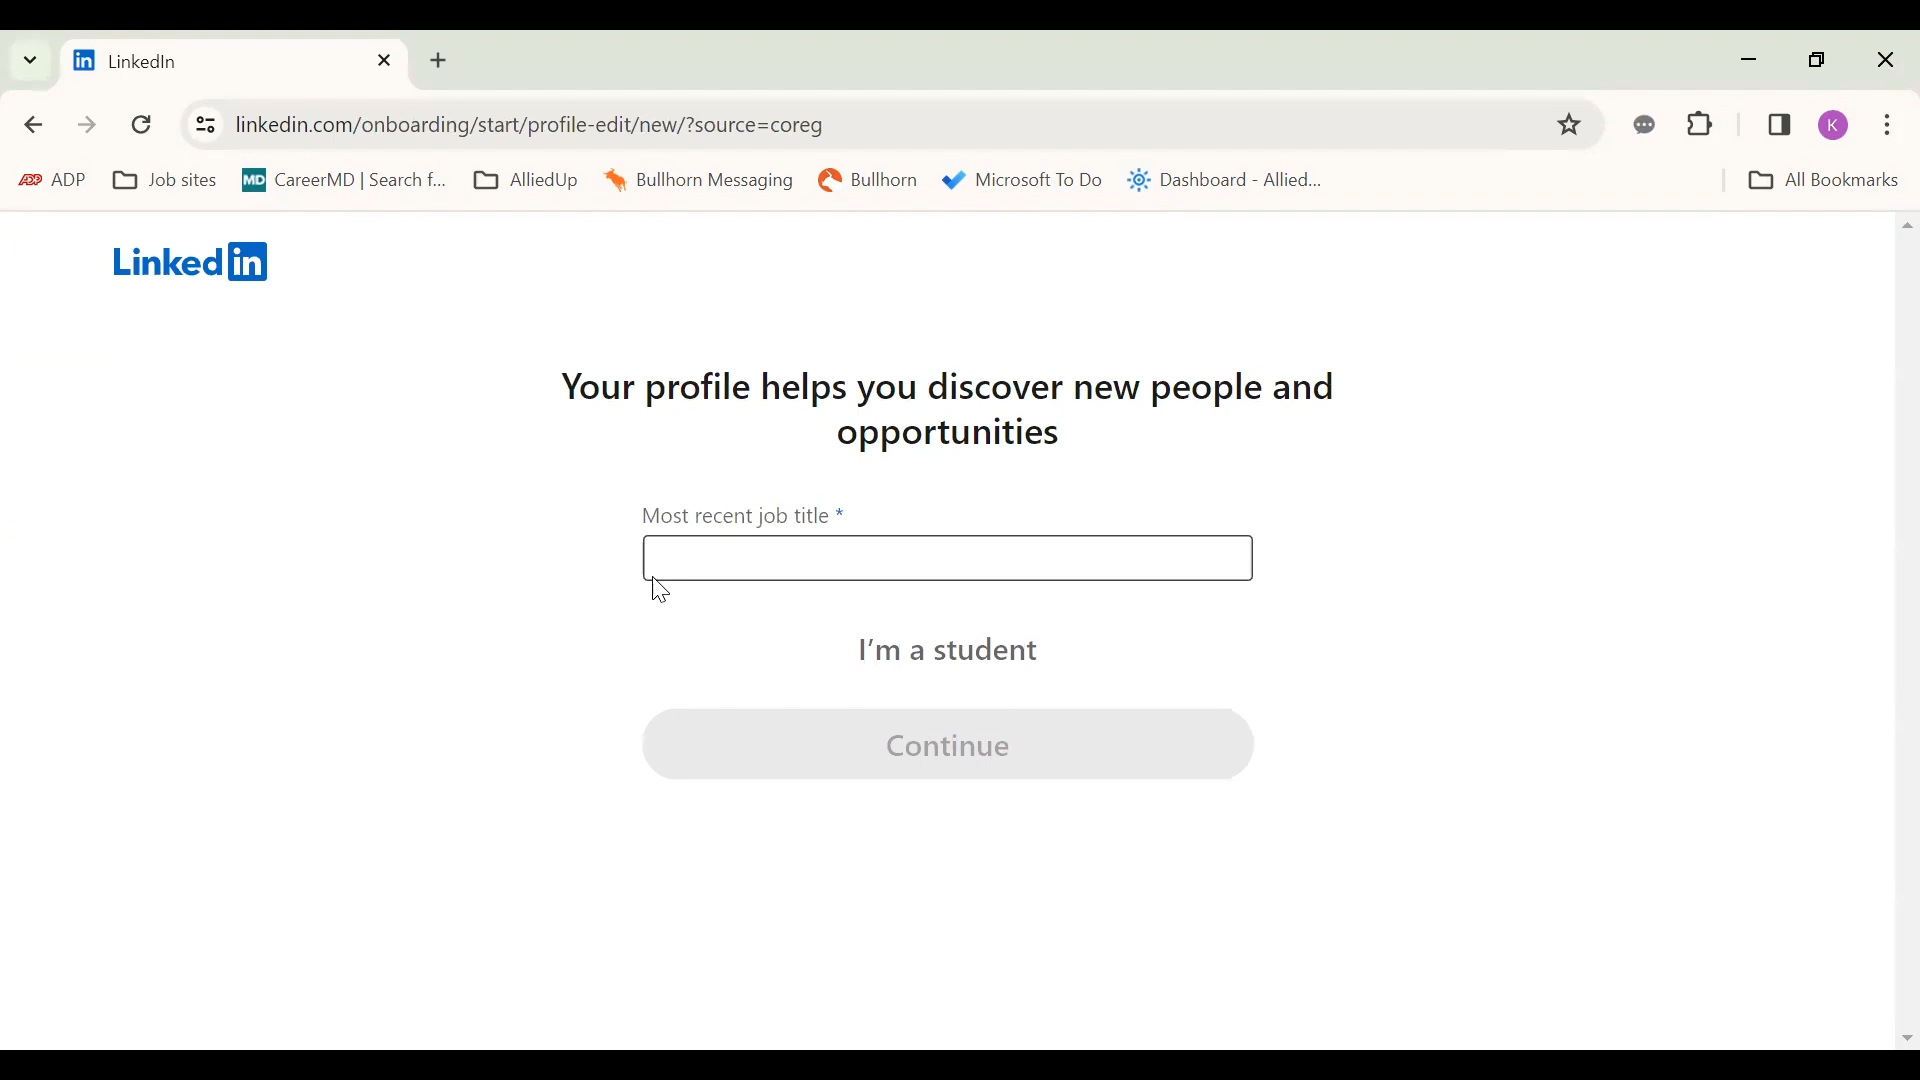 LinkedIn
linkedin.com/onboarding/start/profile-edit/new/?source=coreg
K
ADP ADP
Job sites
MD CareerMD | Search f...
AlliedUp
Bullhorn Messaging
Bullhorn
Microsoft To Do
Dashboard - Allied...
All Bookmarks
Linked in
Your profile helps you discover new people and
opportunities
Most recent job title *
I'm a student
Continue